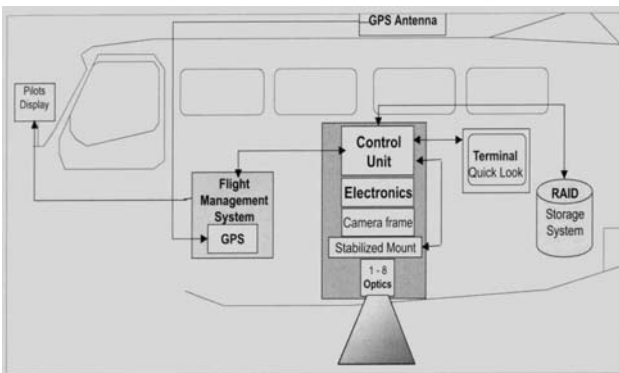 GPS Antenna
Pilots
Display
Control
Unit
Terminal
Quick Look
Flight
Management
System
GPS
Electronics
Camera frame
Stabilized Mount
1 - 8
Optics
RAID
Storage
System